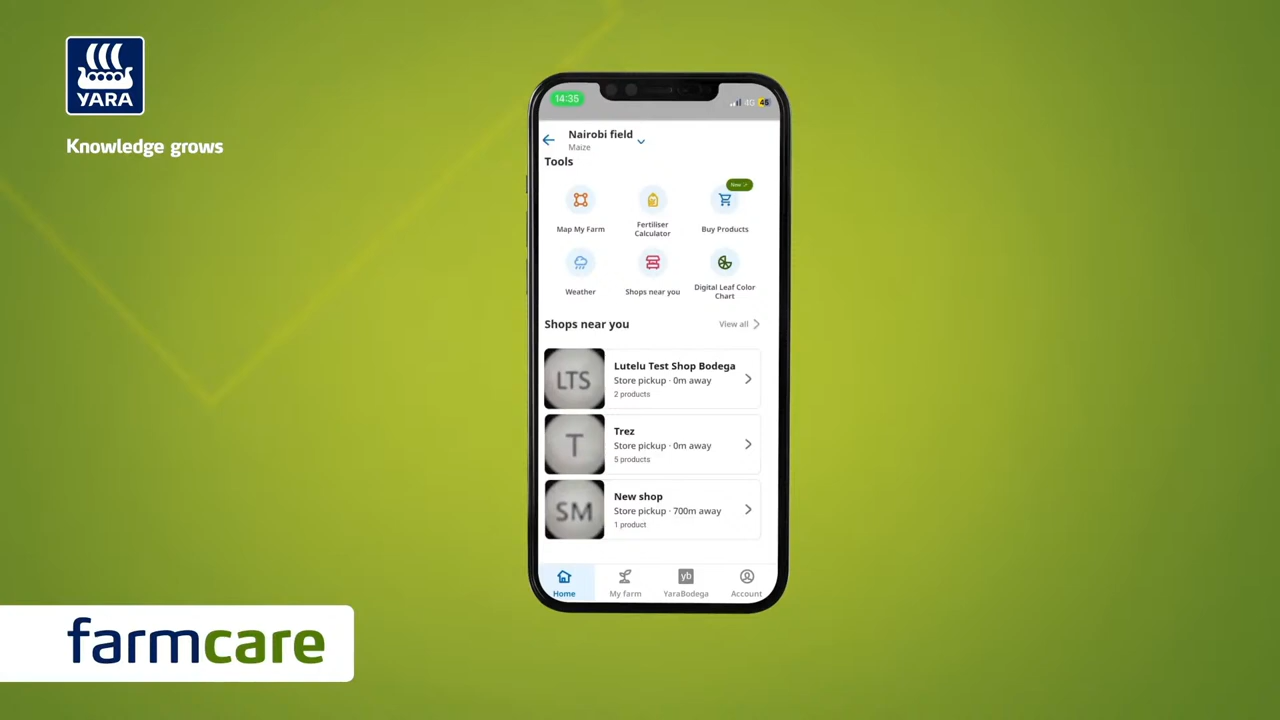 YARA
Knowledge grows
14:35
4G
45
Nairobi field
Maize
Tools
New
Map My Farm
Fertiliser
Calculator
Buy Products
Weather
Shops near you
Digital Leaf Color
Chart
Shops near you
View all
LTS
Lutelu Test Shop Bodega
Store pickup · 0m away
2 products
T
Trez
Store pickup · 0m away
5 products
SM
New shop
Store pickup · 700m away
1 product
yb
Home
My farm
YaraBodega
Account
farmcare